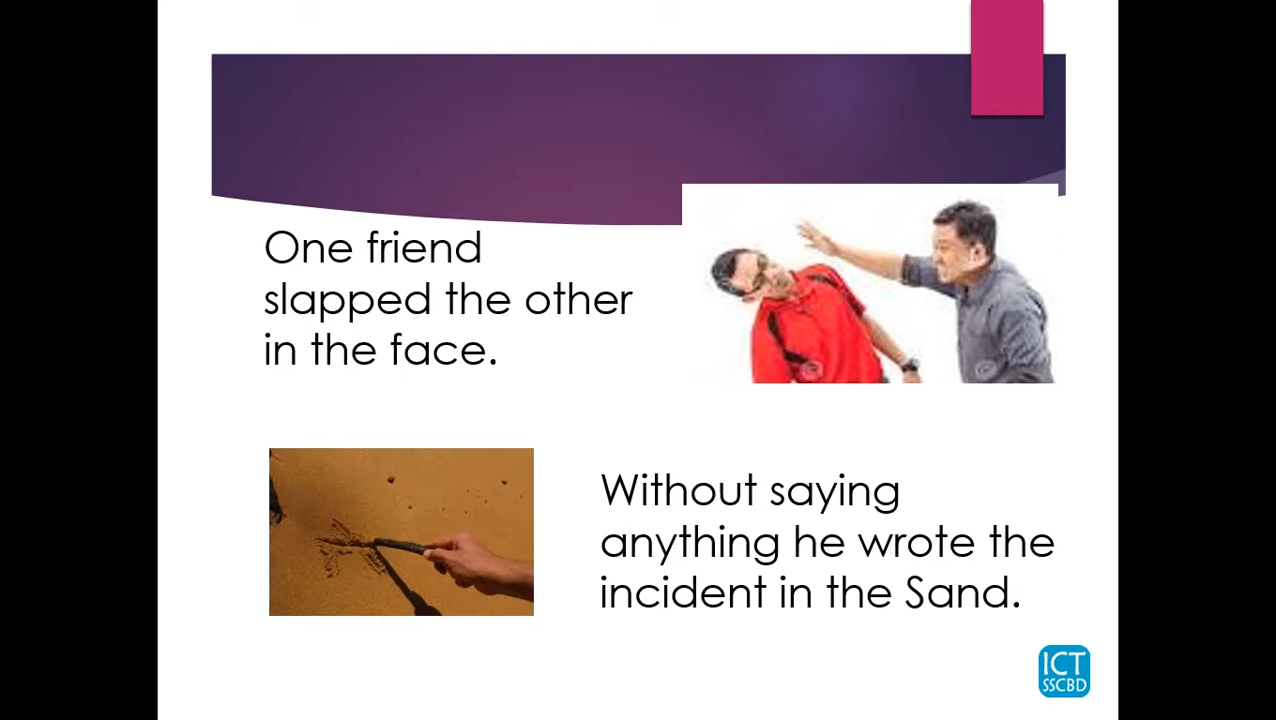 One friend
slapped the other
in the face.
Without saying
anything he wrote the
incident in the Sand.
ICT
SSCBD